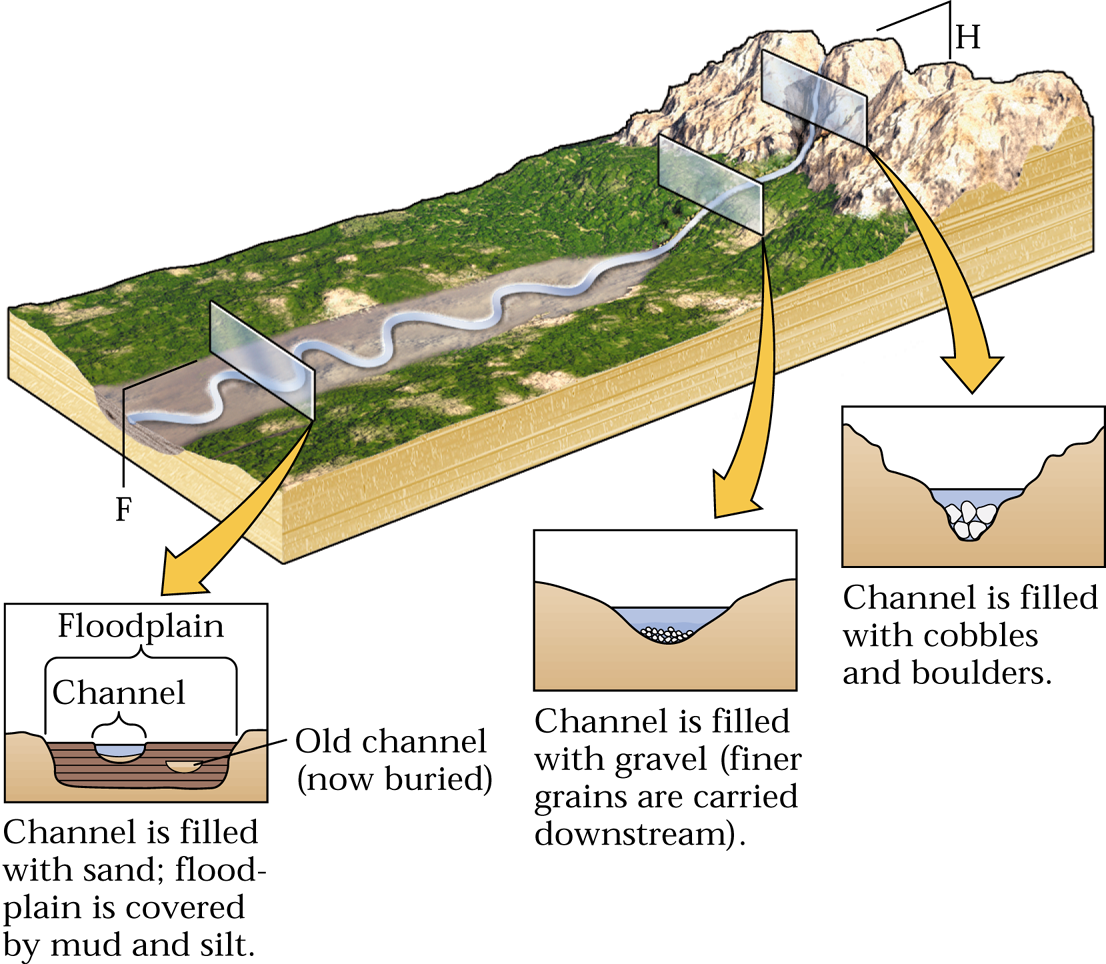 H
F
Floodplain
Channel
Old channel
(now buried)
Channel is filled
with sand; flood-
plain is covered
by mud and silt.
Channel is filled
with gravel (finer
grains are carried
downstream).
Channel is filled
with cobbles
and boulders.